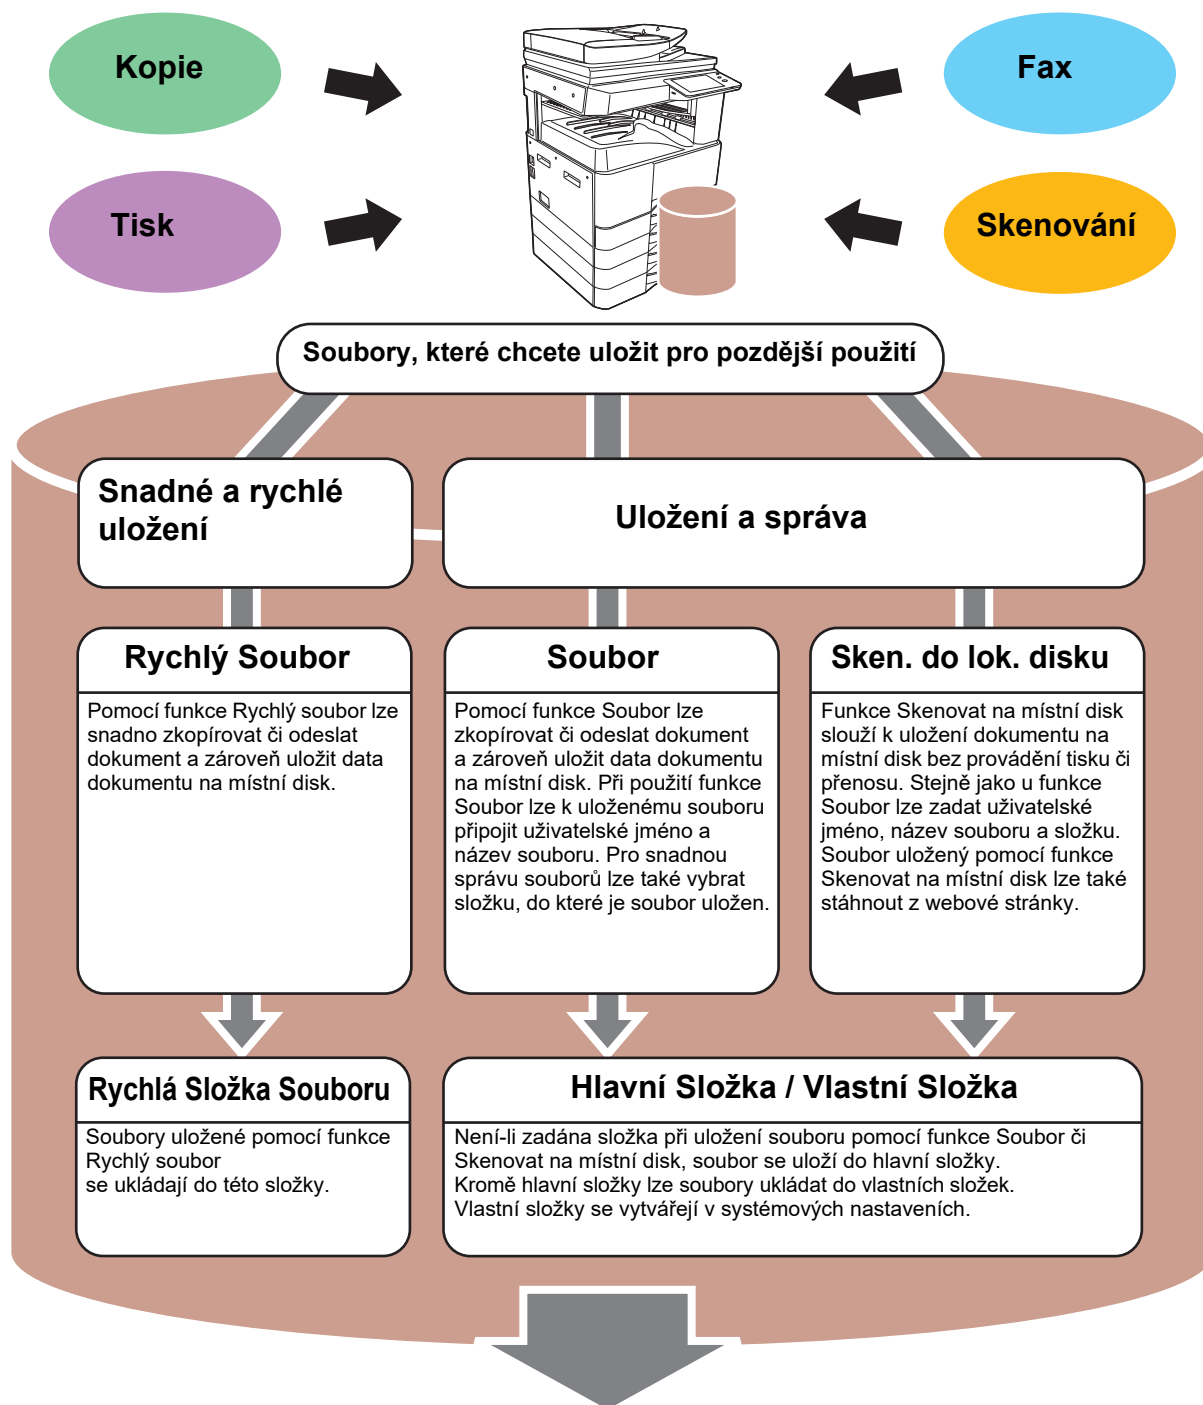 Kopie
Fax
Tisk
Skenování
Soubory, které chcete uložit pro pozdější použití
Snadné a rychlé
uložení
Uložení a správa
Rychlý Soubor
Pomocí funkce Rychlý soubor lze
snadno zkopírovat či odeslat
dokument a zároveň uložit data
dokumentu na místní disk.
Soubor
Pomocí funkce Soubor lze
zkopírovat či odeslat dokument
a zároveň uložit data dokumentu
na místní disk. Při použití funkce
Soubor lze k uloženému souboru
připojit uživatelské jméno a
název souboru. Pro snadnou
správu souborů lze také vybrat
složku, do které je soubor uložen.
Sken. do lok. disku
Funkce Skenovat na místní disk
slouží k uložení dokumentu na
místní disk bez provádění tisku či
přenosu. Stejně jako u funkce
Soubor lze zadat uživatelské
jméno, název souboru a složku.
Soubor uložený pomocí funkce
Skenovat na místní disk lze také
stáhnout z webové stránky.
Rychlá Složka Souboru
Soubory uložené pomocí funkce
Rychlý soubor
se ukládají do této složky.
Hlavní Složka / Vlastní Složka
Není-li zadána složka při uložení souboru pomocí funkce Soubor či
Skenovat na místní disk, soubor se uloží do hlavní složky.
Kromě hlavní složky lze soubory ukládat do vlastních složek.
Vlastní složky se vytvářejí v systémových nastaveních.